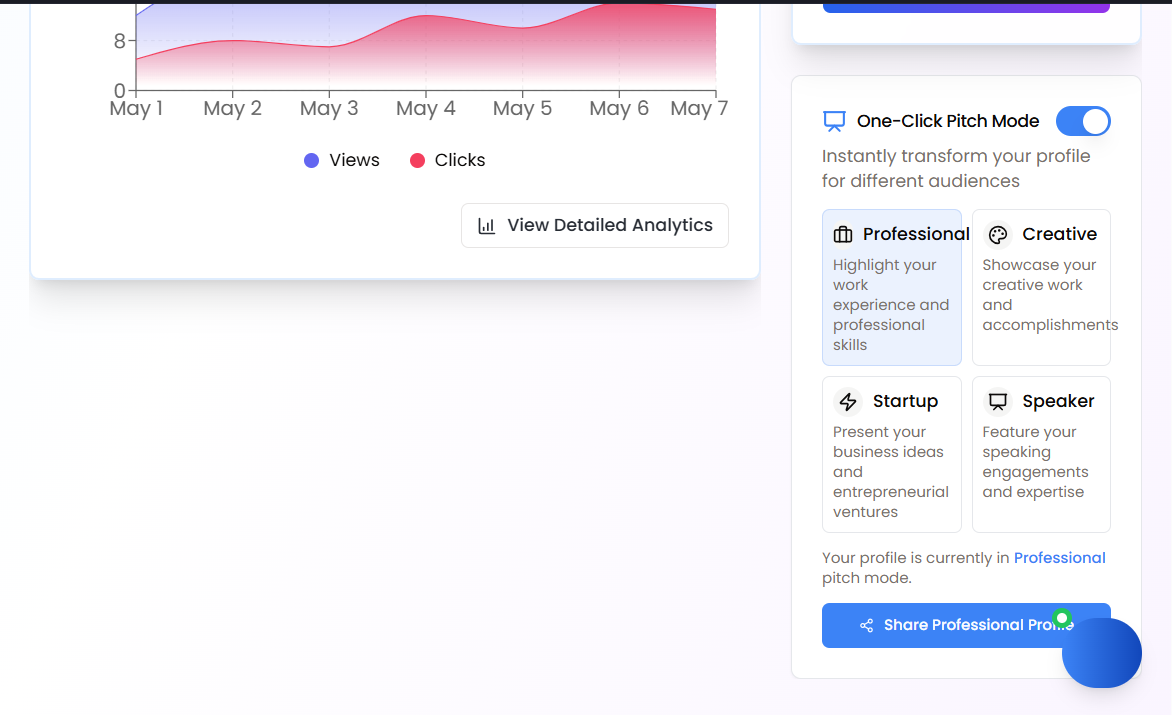 8
0
May 1 May 2 May 3 May 4 May 5 May 6 May 7
Views Clicks
View Detailed Analytics
One-Click Pitch Mode
Instantly transform your profile
for different audiences
Professional
Highlight your
work
experience and
professional
skills
Creative
Showcase your
creative work
and
accomplishments
Startup
Present your
business ideas
and
entrepreneurial
ventures
Speaker
Feature your
speaking
engagements
and expertise
Your profile is currently in Professional
pitch mode.
Share Professional Profile